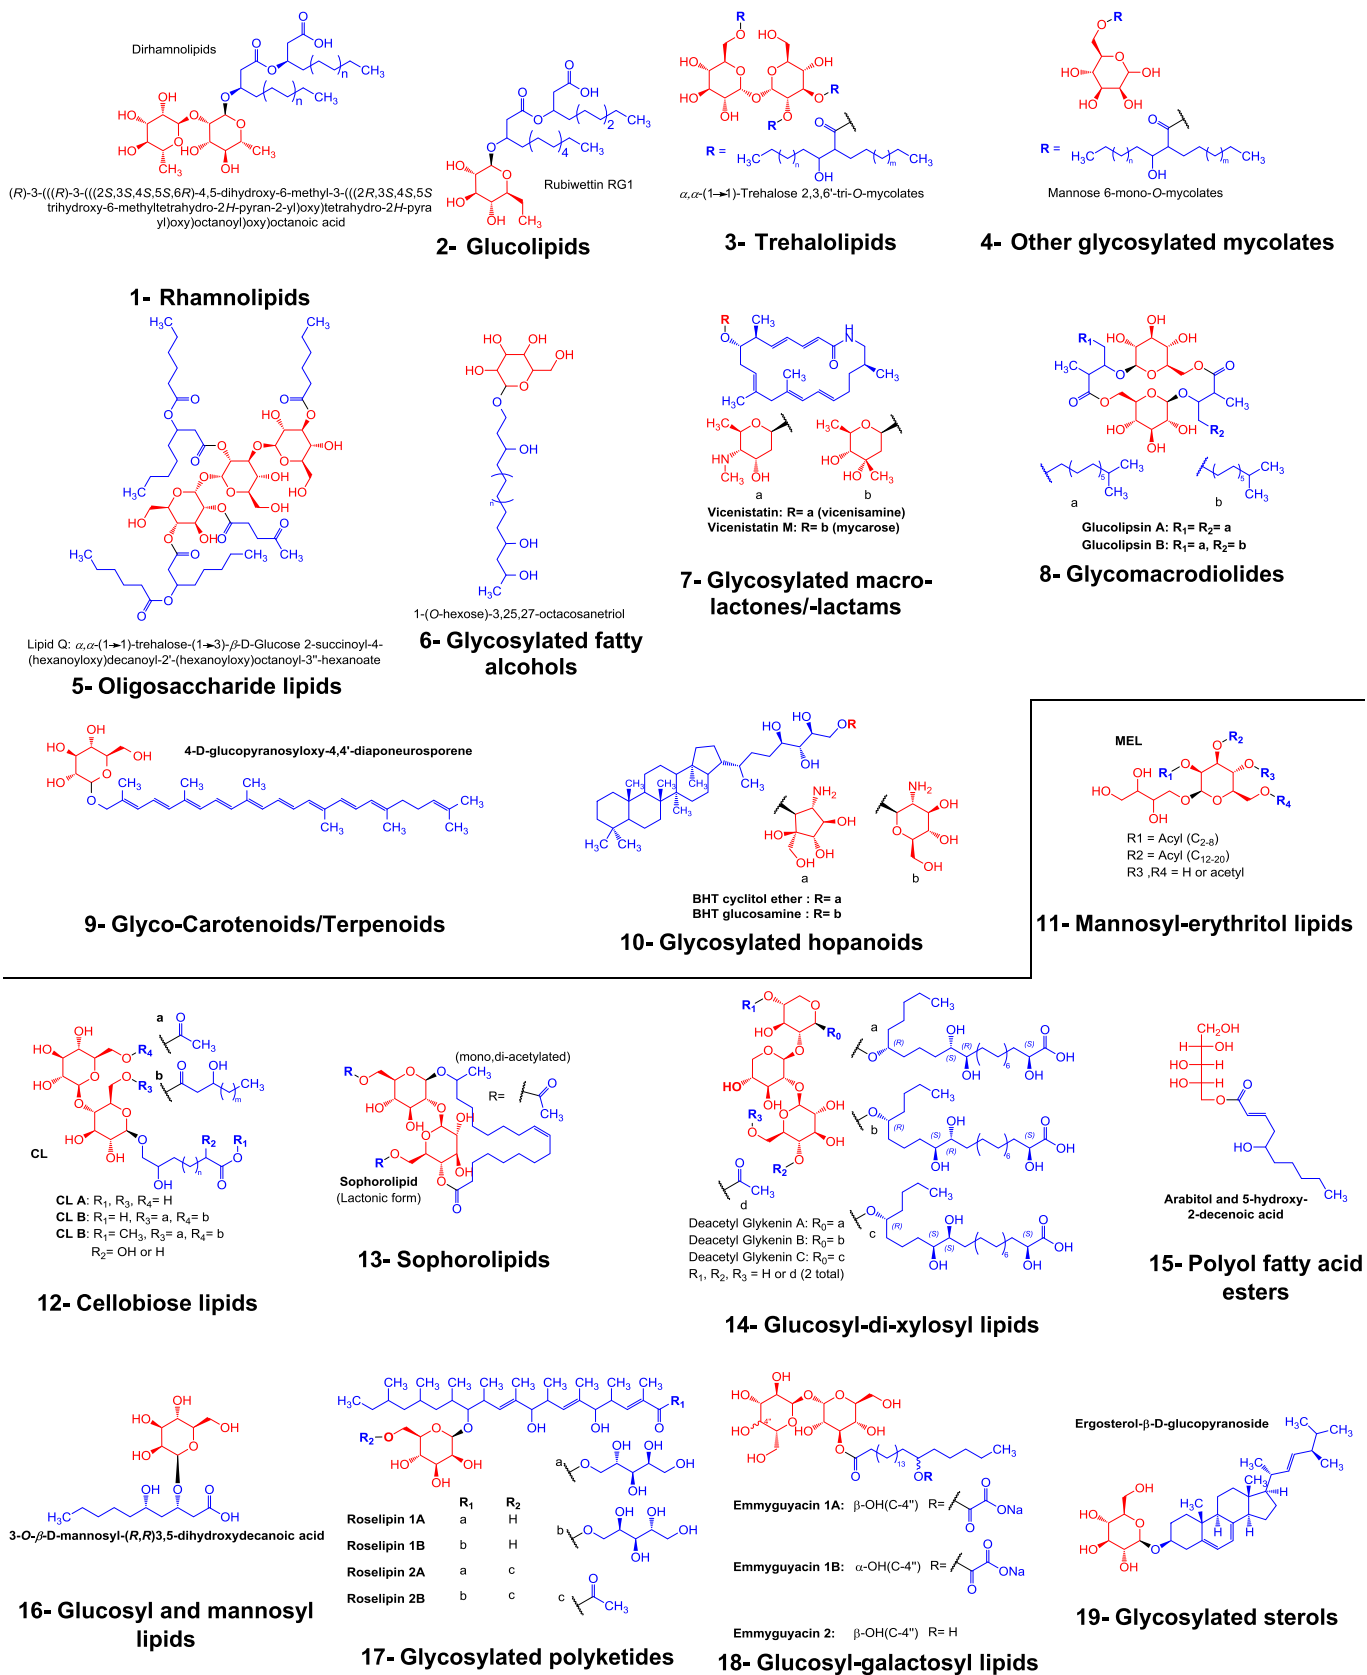 Dirhamnolipids
(R)-3-(((R)-3-(((2S,3S,4S,5S,6R)-4,5-dihydroxy-6-methyl-3-(((2R,3S,4S,5S
trihydroxy-6-methyltetrahydro-2H-pyran-2-yl)oxy)tetrahydro-2H-pyra
yl)oxy)octanoyl)oxy)octanoic acid
1- Rhamnolipids
Rubiwettin RG1
2- Glucolipids
R =
α,α-(1→1)-Trehalose 2,3,6'-tri-O-mycolates
3- Trehalolipids
R =
Mannose 6-mono-O-mycolates
4- Other glycosylated mycolates
Lipid Q: α,α-(1→1)-trehalose-(1→3)-β-D-Glucose 2-succinoyl-4-
(hexanoyloxy)decanoyl-2'-(hexanoyloxy)octanoyl-3"-hexanoate
5- Oligosaccharide lipids
1-(O-hexose)-3,25,27-octacosanetriol
6- Glycosylated fatty
alcohols
a
b
Vicenistatin: R= a (vicenisamine)
Vicenistatin M: R= b (mycarose)
7- Glycosylated macro-
lactones/-lactams
a
b
Glucolipsin A: R1= R2= a
Glucolipsin B: R1= a, R2= b
8- Glycomacrodiolides
4-D-glucopyranosyloxy-4,4'-diaponeurosporene
9- Glyco-Carotenoids/Terpenoids
a
b
BHT cyclitol ether : R= a
BHT glucosamine : R= b
10- Glycosylated hopanoids
MEL
R1 = Acyl (C2-8)
R2 = Acyl (C12-20)
R3 ,R4 = H or acetyl
11- Mannosyl-erythritol lipids
a
b
CL
CL A: R1, R3, R4= H
CL B: R1= H, R3= a, R4= b
CL B: R1= CH3, R3= a, R4= b
R2= OH or H
12- Cellobiose lipids
(mono,di-acetylated)
R=
Sophorolipid
(Lactonic form)
13- Sophorolipids
a
b
c
d
Deacetyl Glykenin A: R0= a
Deacetyl Glykenin B: R0= b
Deacetyl Glykenin C: R0= c
R1, R2, R3 = H or d (2 total)
14- Glucosyl-di-xylosyl lipids
Arabitol and 5-hydroxy-
2-decenoic acid
15- Polyol fatty acid
esters
3-O-β-D-mannosyl-(R,R)3,5-dihydroxydecanoic acid
16- Glucosyl and mannosyl
lipids
R1 R2
Roselipin 1A a H
Roselipin 1B b H
Roselipin 2A a c
Roselipin 2B b c
a
b
c
17- Glycosylated polyketides
Emmyguyacin 1A: β-OH(C-4") R=
Emmyguyacin 1B: α-OH(C-4") R=
Emmyguyacin 2: β-OH(C-4") R= H
18- Glucosyl-galactosyl lipids
Ergosterol-β-D-glucopyranoside
19- Glycosylated sterols